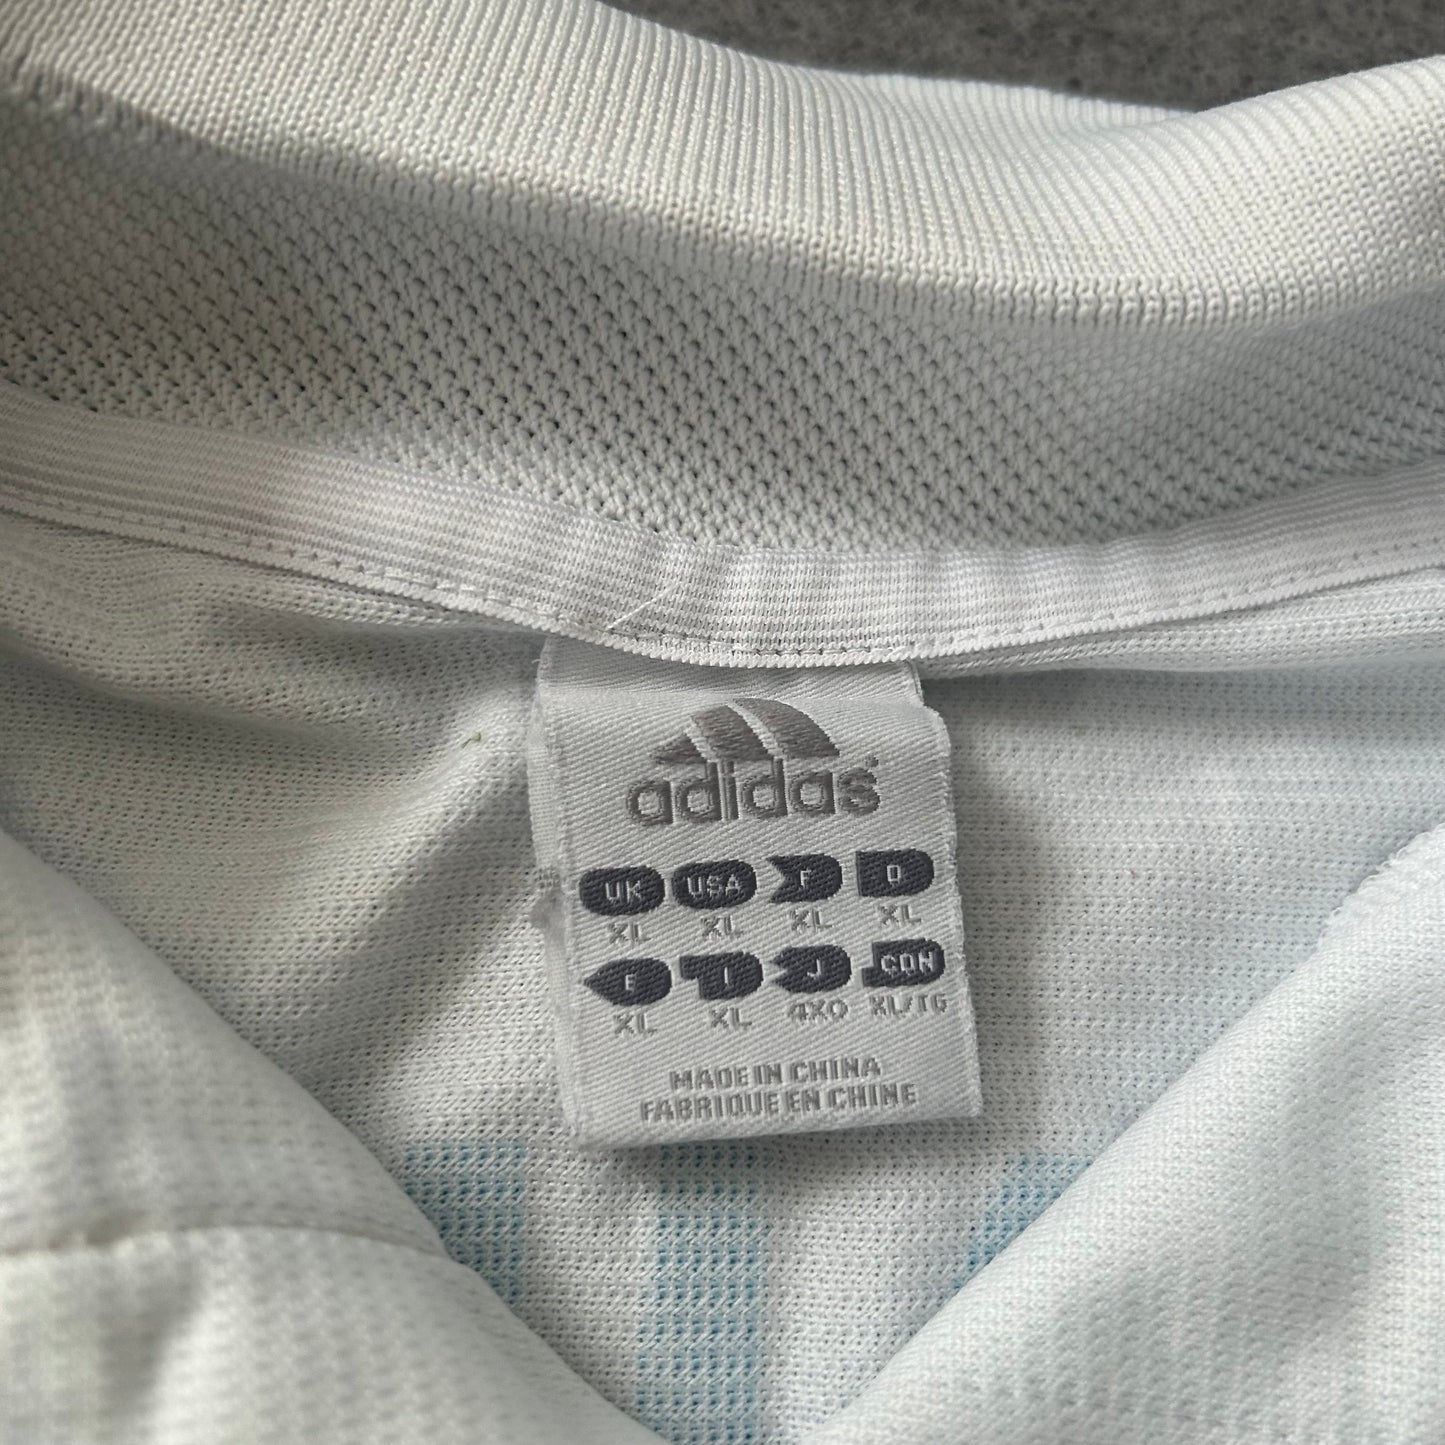 adidas
UK USA F D
XL XL XL XL
E I J CDN
XL XL 4XO XL/TG
MADE IN CHINA
FABRIQUE EN CHINE